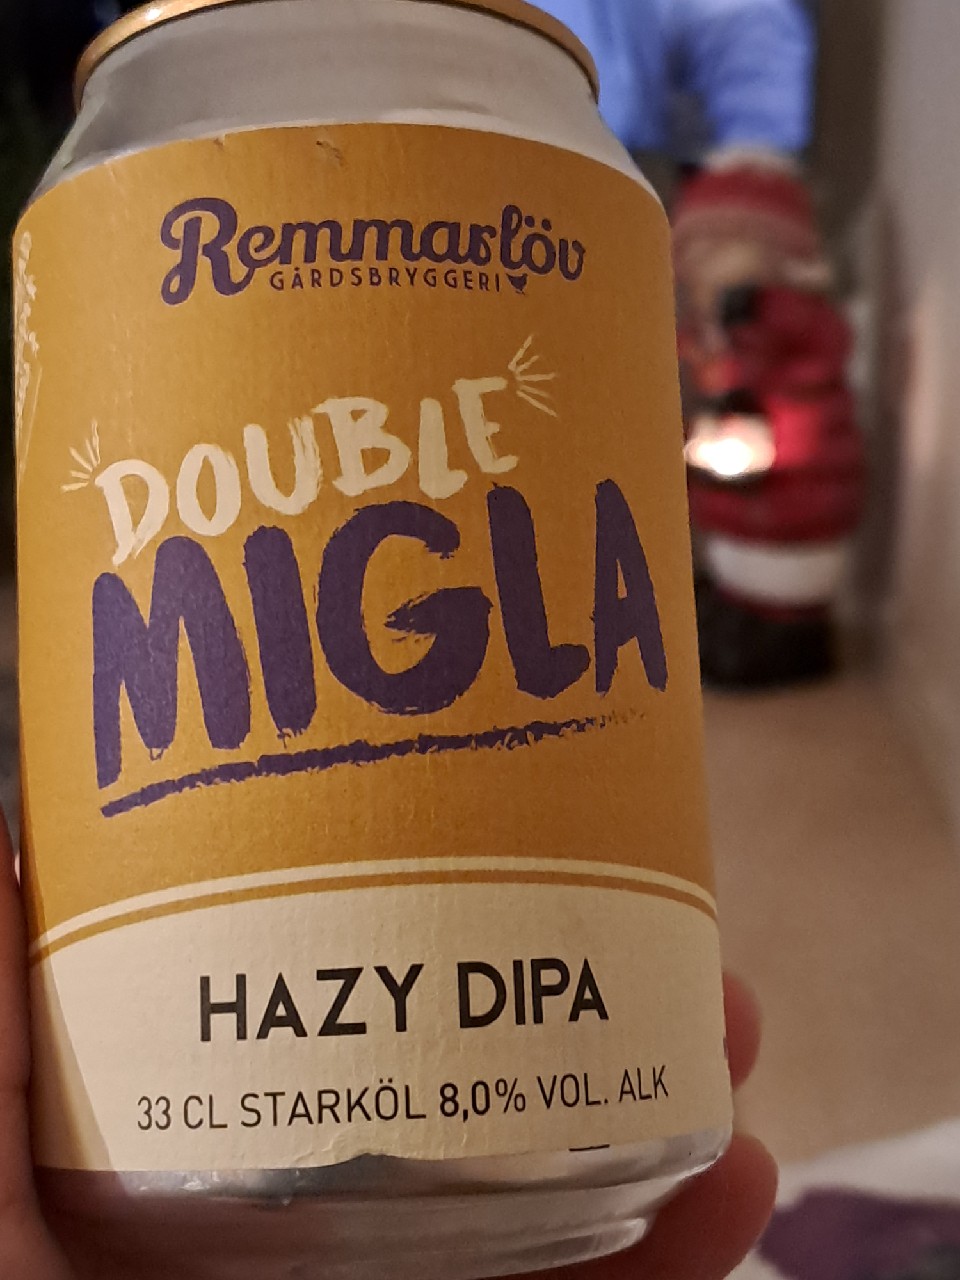 Remmarlöv
GÅRDSBRYGGERI
DOUBLE
MIGLA
HAZY DIPA
33 CL STARKÖL 8,0% VOL. ALK